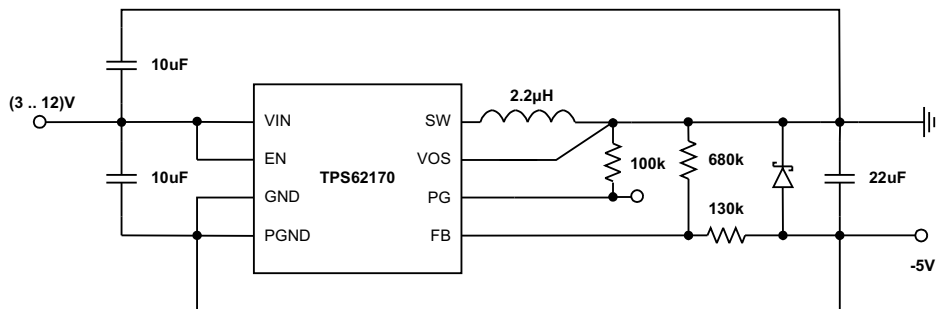 10uF
(3 .. 12)V
2.2µH
VIN
SW
EN
VOS
10uF
TPS62170
100k
680k
22uF
GND
PG
130k
PGND
FB
-5V